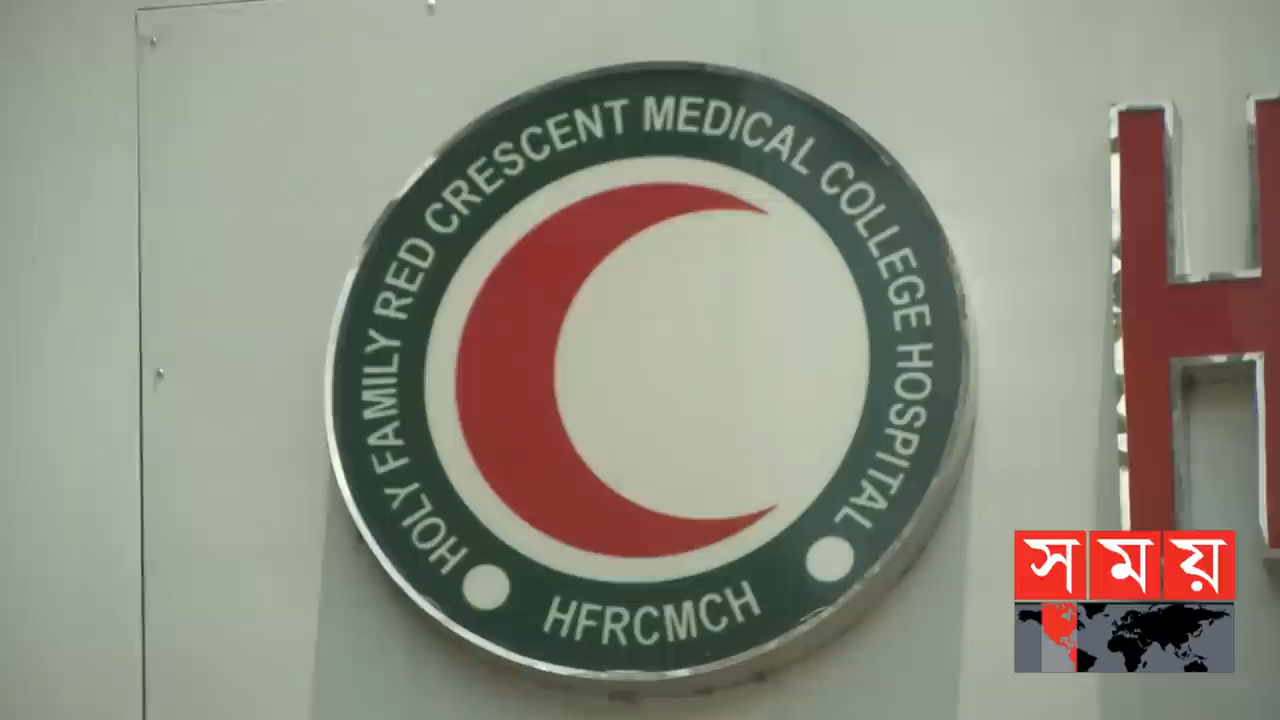 HOLY FAMILY RED CRESCENT MEDICAL COLLEGE HOSPITAL
HFRCMCH
H
সময়